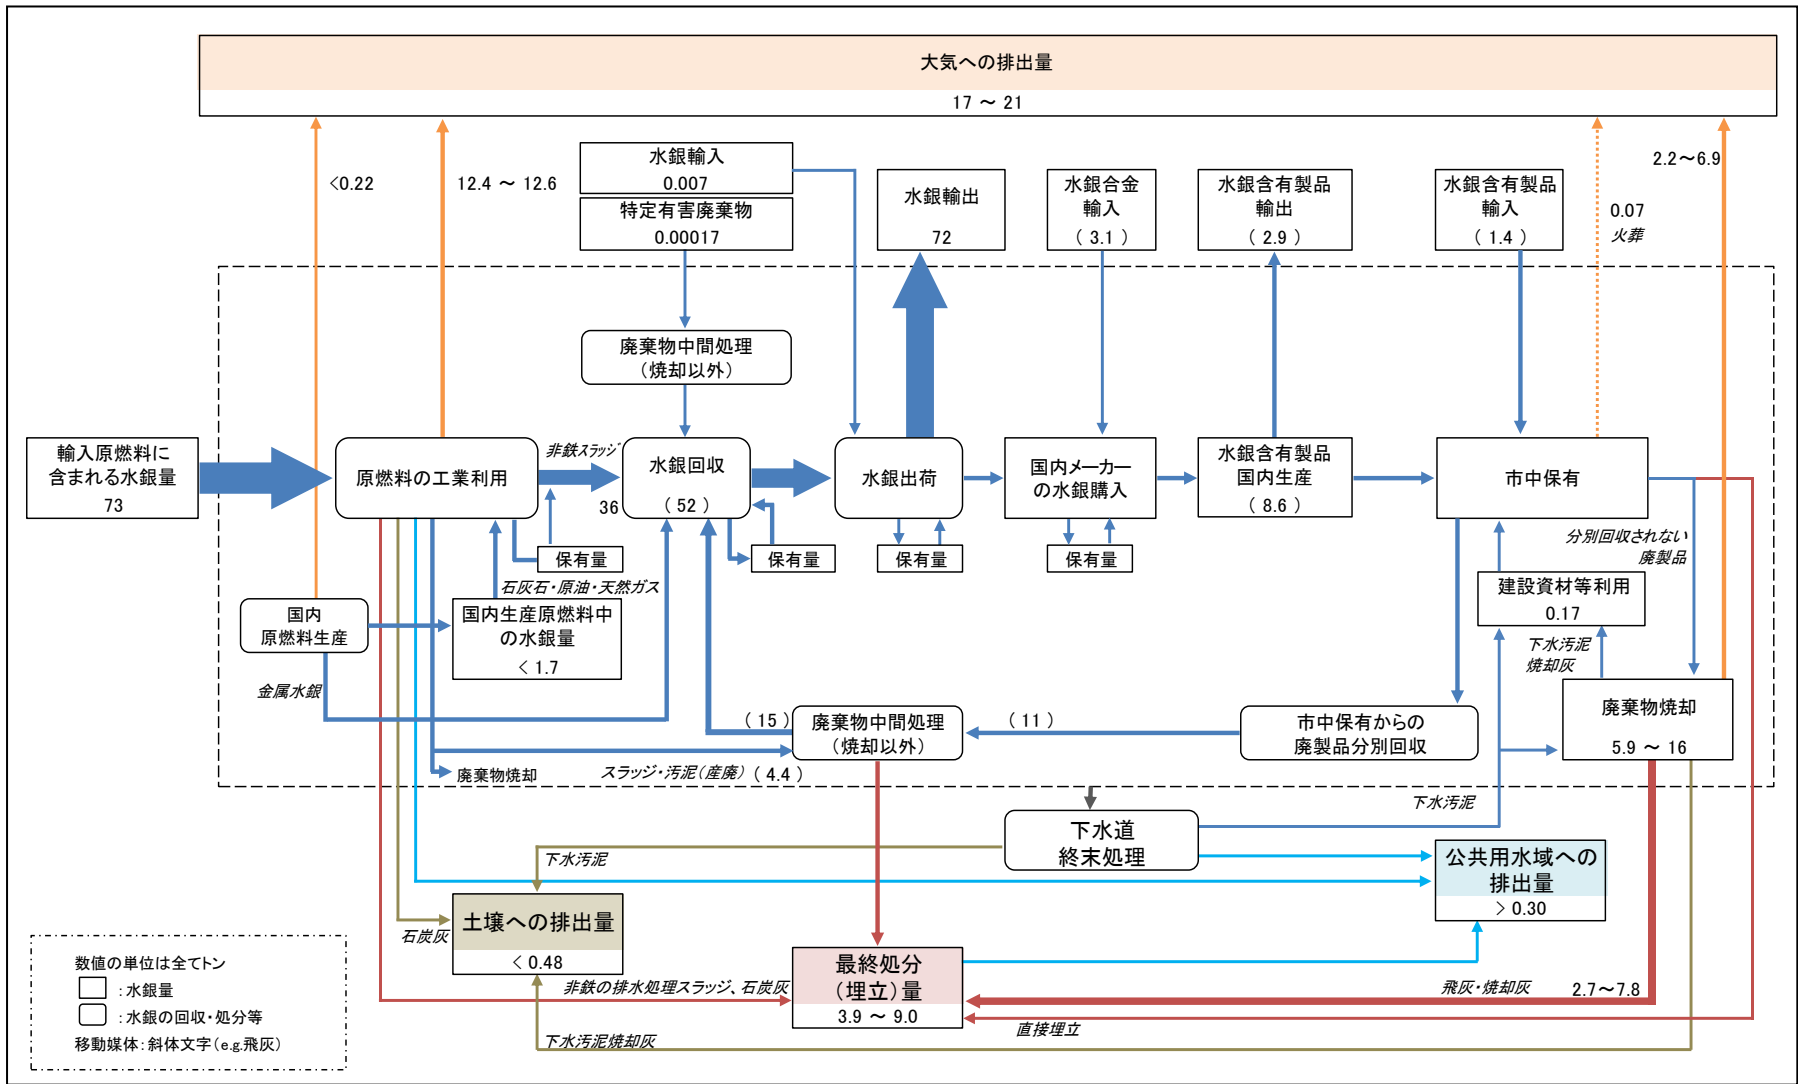 大気への排出量
17 ～ 21
<0.22
12.4 ～ 12.6
水銀輸入
0.007
特定有害廃棄物
0.00017
水銀輸出
72
水銀合金
輸入
( 3.1 )
水銀含有製品
輸出
( 2.9 )
水銀含有製品
輸入
( 1.4 )
0.07
火葬
2.2～6.9
廃棄物中間処理
(焼却以外)
輸入原燃料に
含まれる水銀量
73
原燃料の工業利用
非鉄スラッジ
36
水銀回収
( 52 )
水銀出荷
国内メーカー
の水銀購入
水銀含有製品
国内生産
( 8.6 )
市中保有
保有量
保有量
保有量
保有量
分別回収されない
廃製品
石灰石・原油・天然ガス
国内
原燃料生産
国内生産原燃料中
の水銀量
< 1.7
建設資材等利用
0.17
下水汚泥
焼却灰
金属水銀
( 15 )
廃棄物中間処理
(焼却以外)
( 11 )
市中保有からの
廃製品分別回収
廃棄物焼却
5.9 ～ 16
廃棄物焼却
スラッジ・汚泥(産廃)
( 4.4 )
下水汚泥
下水道
終末処理
下水汚泥
公共用水域への
排出量
> 0.30
石炭灰
土壌への排出量
< 0.48
最終処分
(埋立)量
3.9 ～ 9.0
非鉄の排水処理スラッジ、石炭灰
飛灰・焼却灰
2.7～7.8
直接埋立
下水汚泥焼却灰
数値の単位は全てトン
：水銀量
：水銀の回収・処分等
移動媒体：斜体文字(e.g.飛灰)